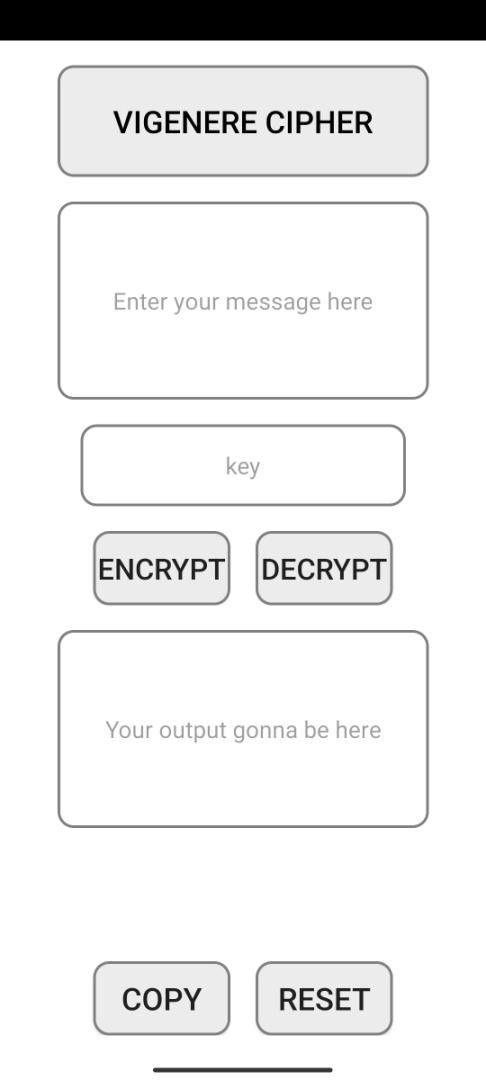 VIGENERE CIPHER
Enter your message here
key
ENCRYPT DECRYPT
Your output gonna be here
COPY RESET